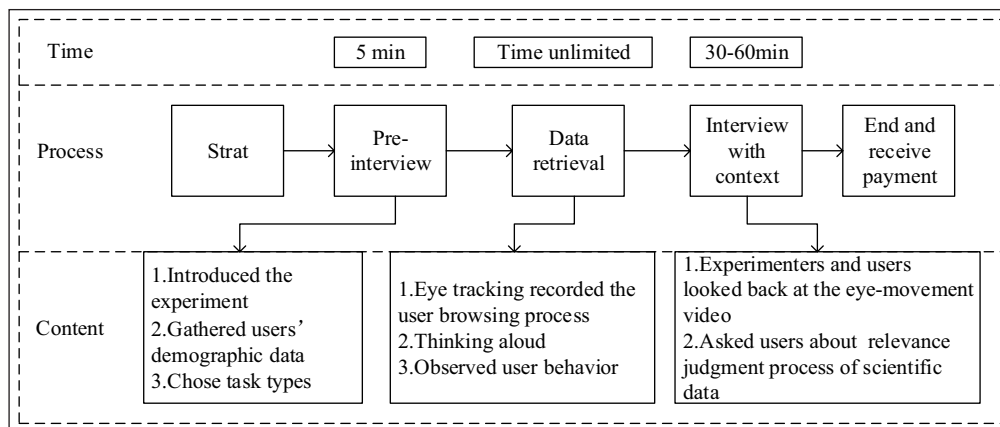 Time
5 min
Time unlimited
30-60min
Process
Strat
Pre-
interview
Data
retrieval
Interview
with
context
End and
receive
payment
Content
1.Introduced the
experiment
2.Gathered users’
demographic data
3.Chose task types
1.Eye tracking recorded the
user browsing process
2.Thinking aloud
3.Observed user behavior
1.Experimenters and users
looked back at the eye-movement
video
2.Asked users about relevance
judgment process of scientific
data